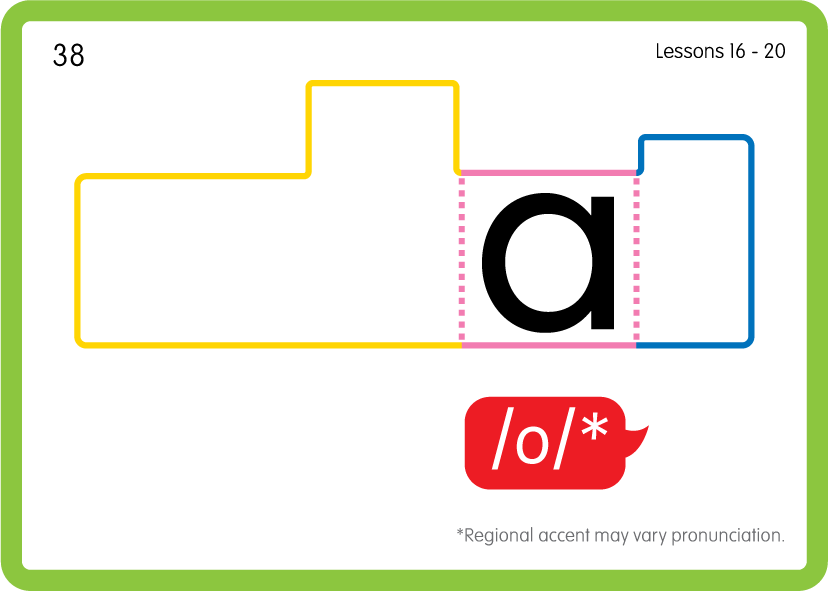 38
Lessons 16 - 20
a
/o/*
*Regional accent may vary pronunciation.